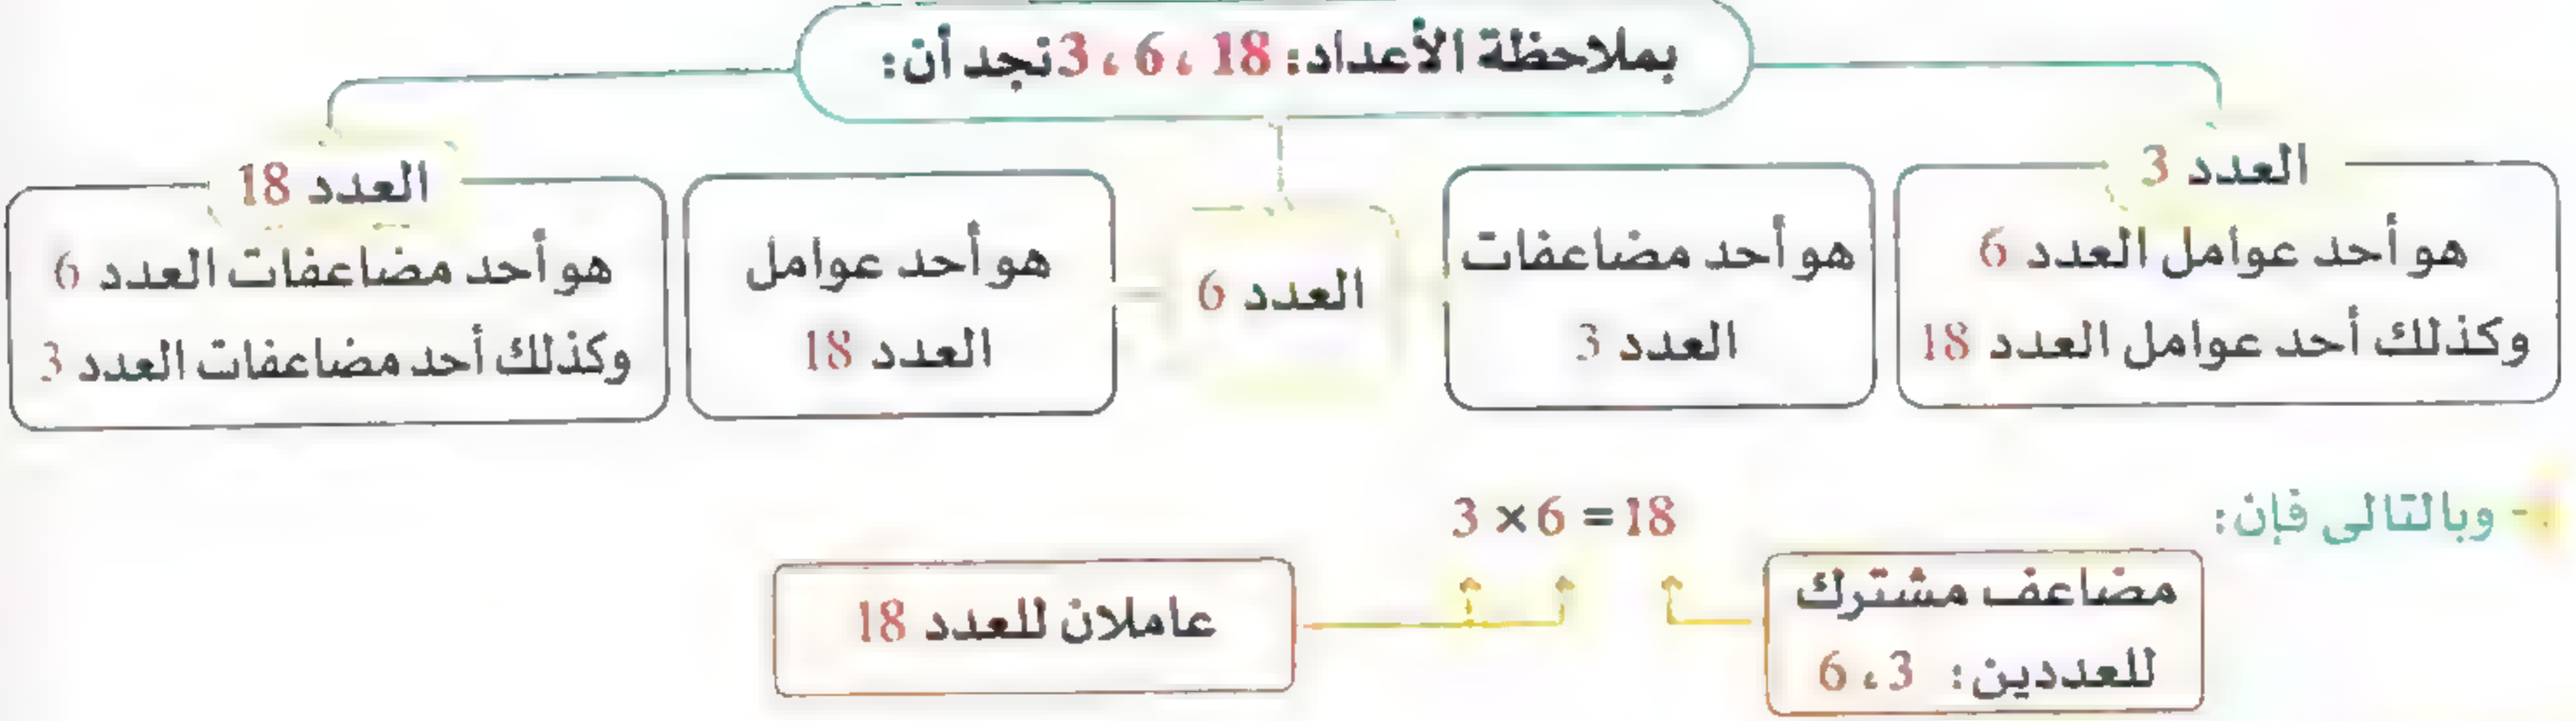 بملاحظة الأعداد: 18 ، 6 ، 3 نجد أن:
العدد 3
هو أحد عوامل العدد 6
وكذلك أحد عوامل العدد 18
هو أحد مضاعفات
العدد 3
العدد 6
هو أحد عوامل
العدد 18
العدد 18
هو أحد مضاعفات العدد 6
وكذلك أحد مضاعفات العدد 3
- وبالتالى فإن:
3 × 6 = 18
مضاعف مشترك
للعددين: 3 ، 6
عاملان للعدد 18